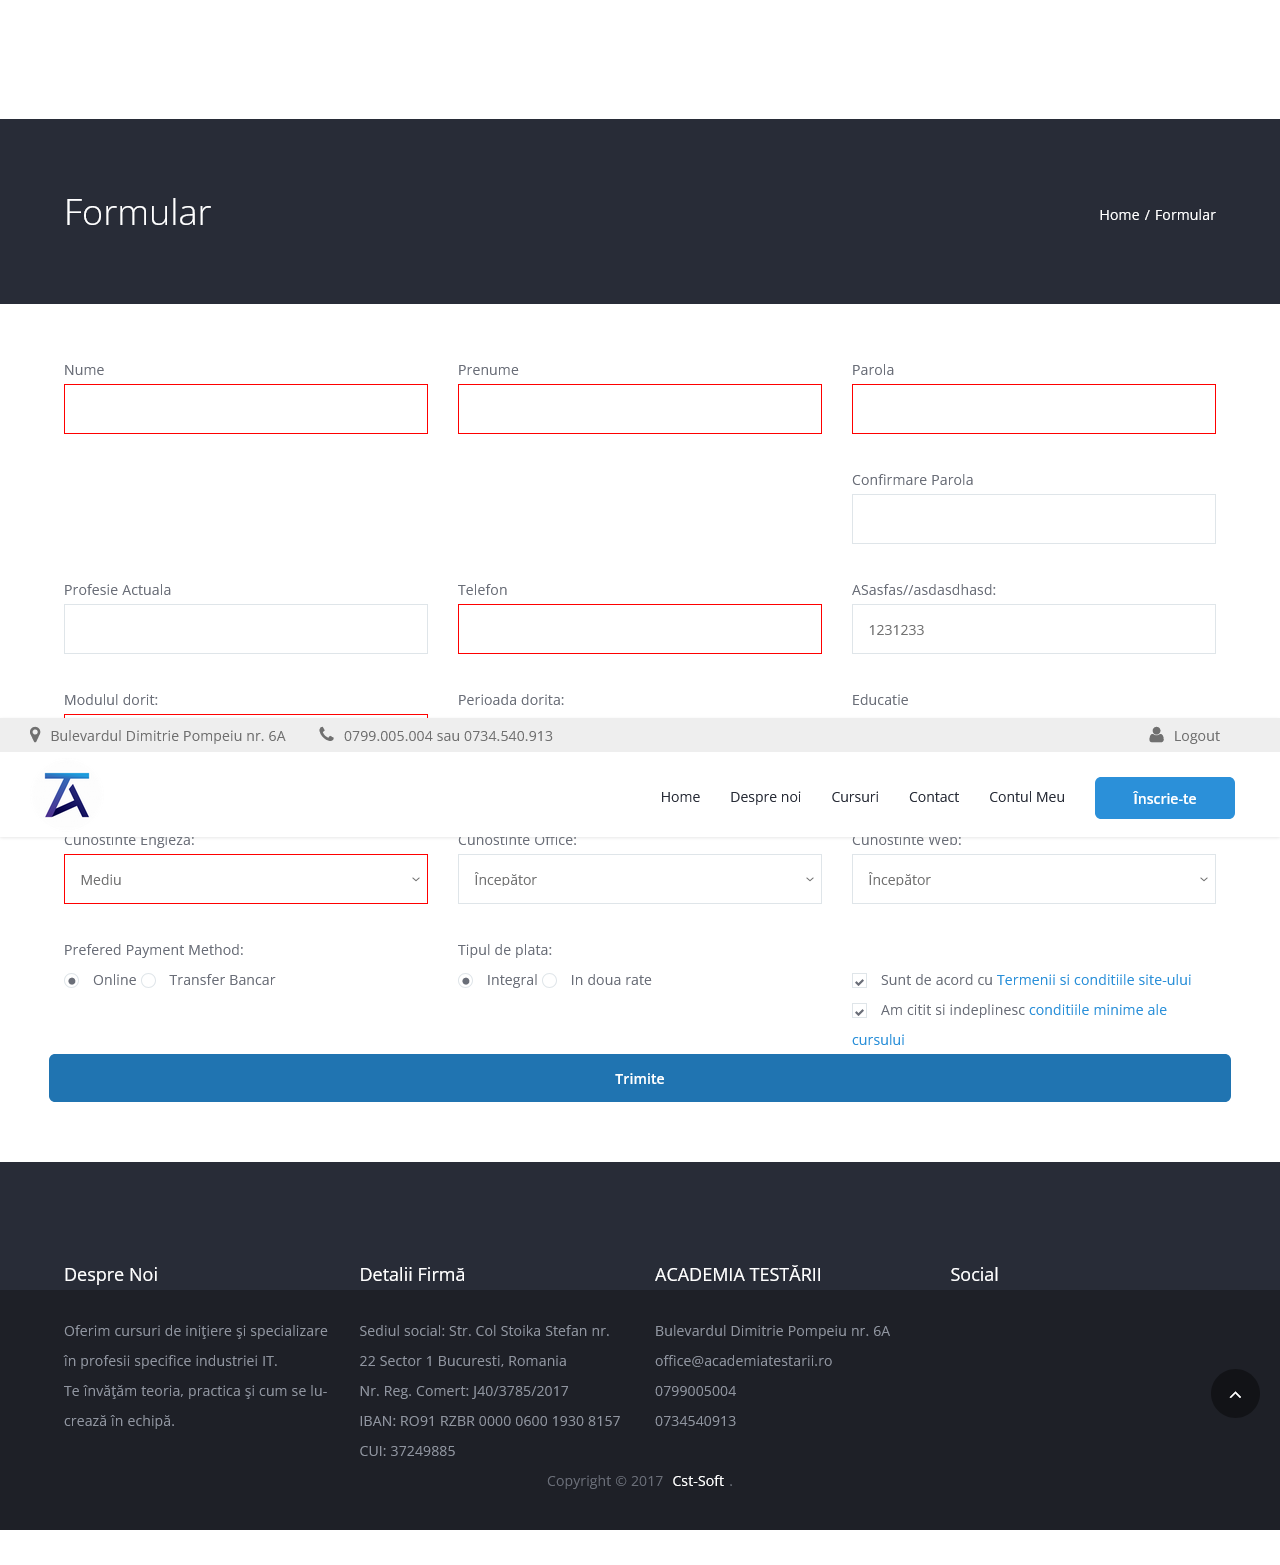 Formular
Home / Formular
Nume
Prenume
Parola
Confirmare Parola
Profesie Actuala
Telefon
ASasfas//asdasdhasd:
1231233
Modulul dorit:
Perioada dorita:
Educatie
Bulevardul Dimitrie Pompeiu nr. 6A
0799.005.004 sau 0734.540.913
Logout
TA
Home
Despre noi
Cursuri
Contact
Contul Meu
Înscrie-te
Cunostinte Engleza:
Cunostinte Office:
Cunostinte Web:
Mediu
Începător
Începător
Prefered Payment Method:
Tipul de plata:
Online
Transfer Bancar
Integral
In doua rate
Sunt de acord cu Termenii si conditiile site-ului
Am citit si indeplinesc conditiile minime ale
cursului
Trimite
Despre Noi
Oferim cursuri de inițiere și specializare
în profesii specifice industriei IT.
Te învățăm teoria, practica și cum se lu-
crează în echipă.
Detalii Firmă
Sediul social: Str. Col Stoika Stefan nr.
22 Sector 1 Bucuresti, Romania
Nr. Reg. Comert: J40/3785/2017
IBAN: RO91 RZBR 0000 0600 1930 8157
CUI: 37249885
ACADEMIA TESTĂRII
Bulevardul Dimitrie Pompeiu nr. 6A
office@academiatestarii.ro
0799005004
0734540913
Social
Copyright © 2017 Cst-Soft .